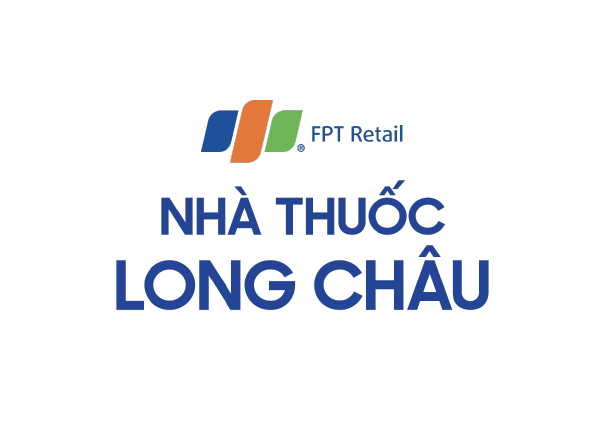 ® FPT Retail
NHÀ THUỐC
LONG CHÂU